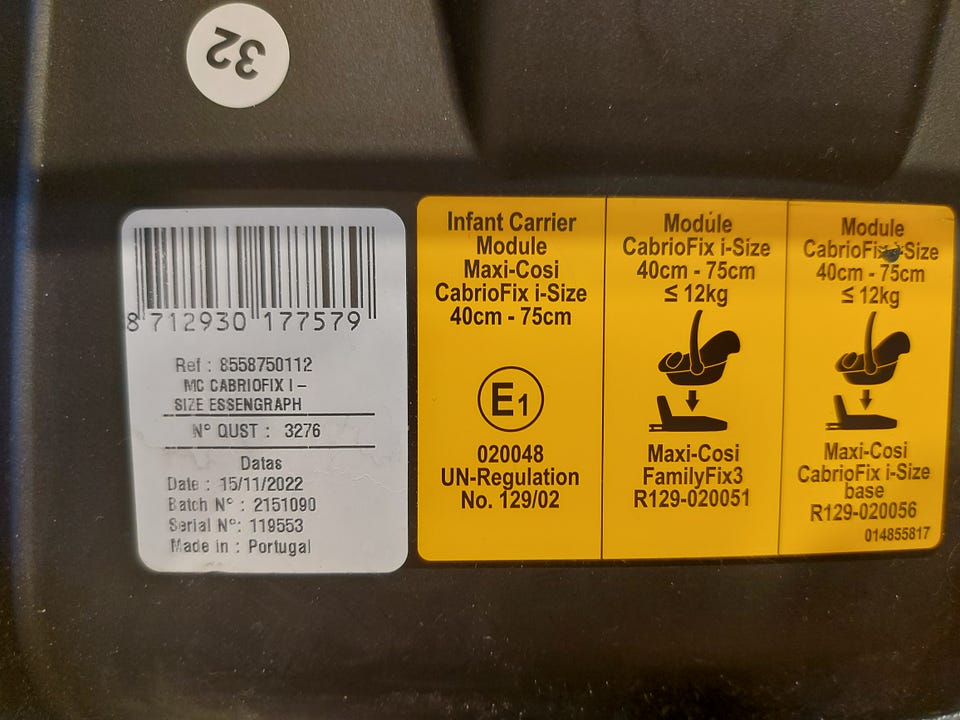 32
8 712930 177579
Ref : 8558750112
MC CABRIOFIX I –
SIZE ESSENGRAPH
N° QUST : 3276
Datas
Date : 15/11/2022
Batch N° : 2151090
Serial N°: 119553
Made in : Portugal
Infant Carrier
Module
Maxi-Cosi
CabrioFix i-Size
40cm - 75cm
E1
020048
UN-Regulation
No. 129/02
Module
CabrioFix i-Size
40cm - 75cm
≤ 12kg
Maxi-Cosi
FamilyFix3
R129-020051
Module
CabrioFix i-Size
40cm - 75cm
≤ 12kg
Maxi-Cosi
CabrioFix i-Size
base
R129-020056
014855817